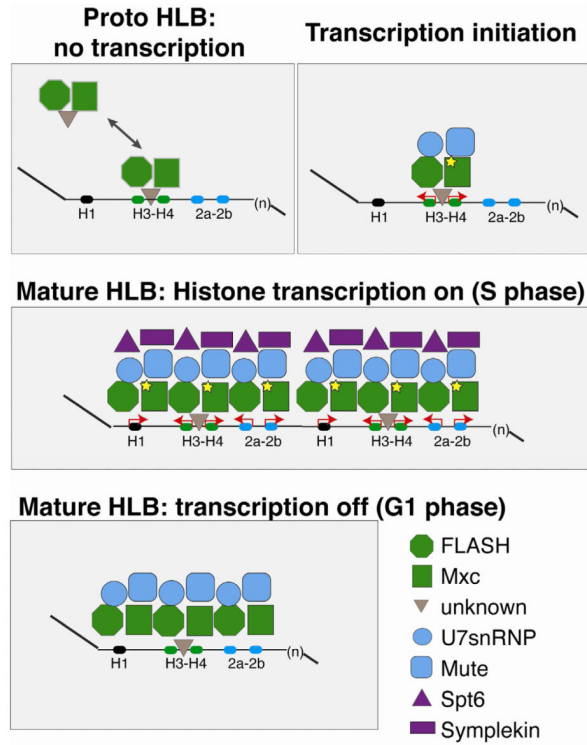 Proto HLB:
no transcription
Transcription initiation
H1 H3-H4 2a-2b (n)
H1 H3-H4 2a-2b (n)
Mature HLB: Histone transcription on (S phase)
H1 H3-H4 2a-2b H1 H3-H4 2a-2b (n)
Mature HLB: transcription off (G1 phase)
H1 H3-H4 2a-2b (n)
FLASH
Mxc
unknown
U7snRNP
Mute
Spt6
Symplekin